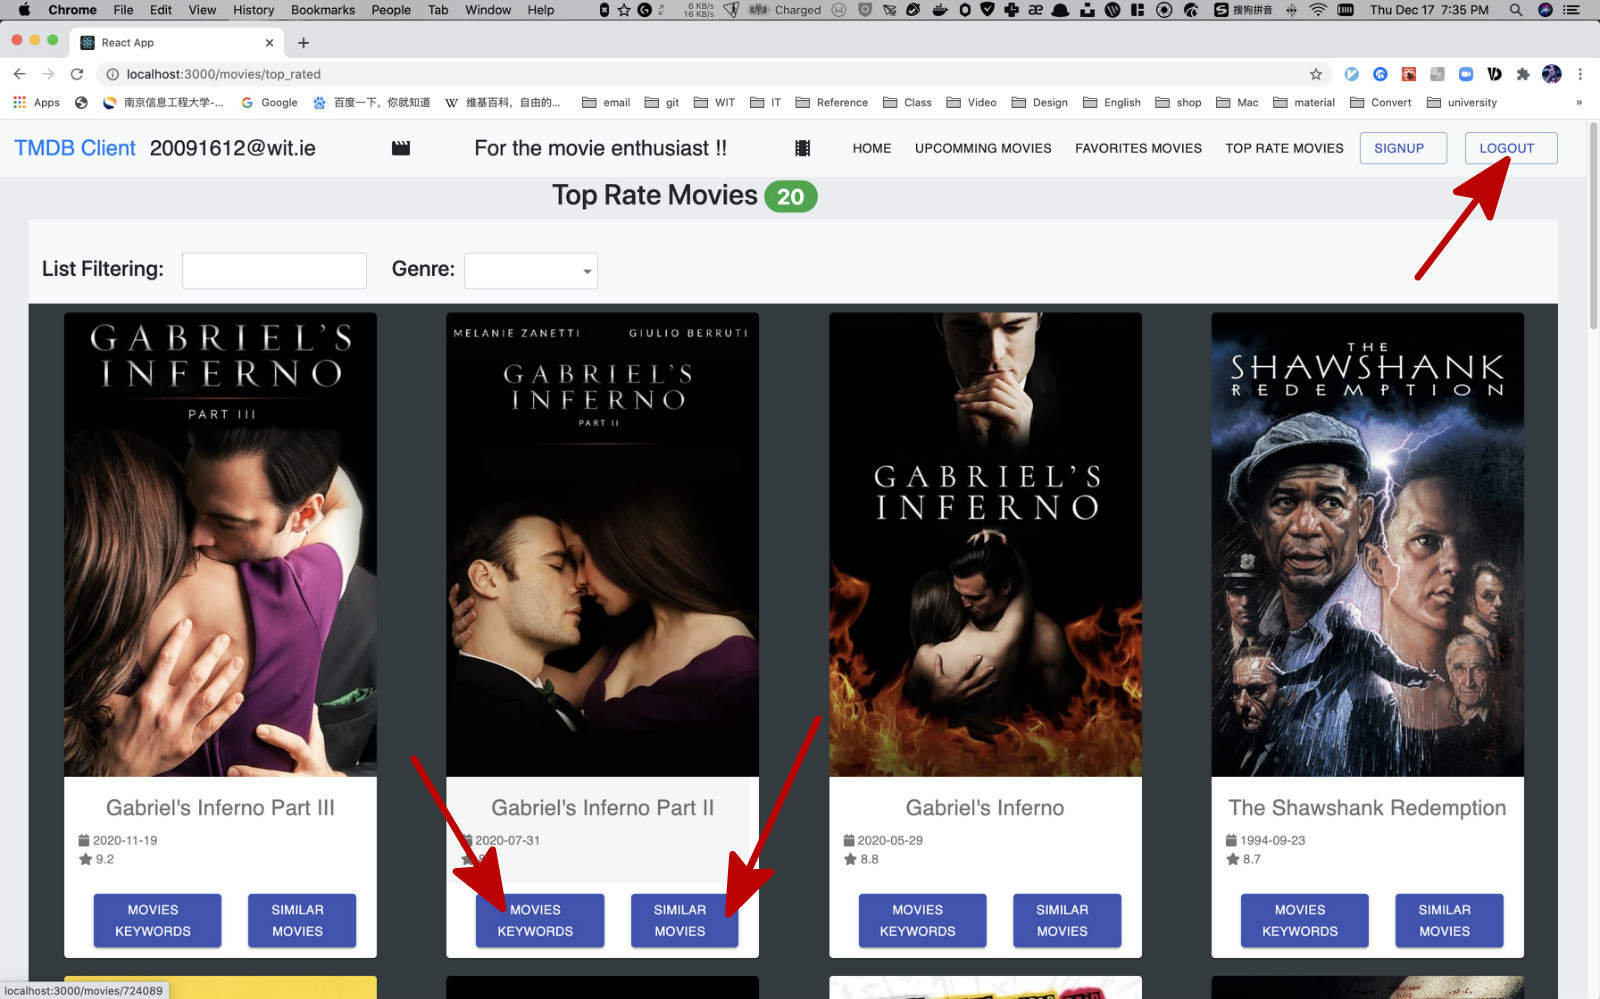 Chrome File Edit View History Bookmarks People Tab Window Help 6 KB/s 16 KB/s Charged 搜狗拼音 Thu Dec 17 7:35 PM
React App
localhost:3000/movies/top_rated
Apps 南京信息工程大学-... Google 百度一下，你就知道 维基百科，自由的... email git WIT IT Reference Class Video Design English shop Mac material Convert university »
TMDB Client 20091612@wit.ie For the movie enthusiast !! HOME UPCOMMING MOVIES FAVORITES MOVIES TOP RATE MOVIES SIGNUP LOGOUT
Top Rate Movies 20
List Filtering: Genre:
GABRIEL'S
INFERNO
PART III
MELANIE ZANETTI GIULIO BERRUTI
GABRIEL'S
INFERNO
PART II
GABRIEL'S
INFERNO
THE
SHAWSHANK
REDEMPTION
Gabriel's Inferno Part III
2020-11-19
9.2
MOVIES
KEYWORDS
SIMILAR
MOVIES
Gabriel's Inferno Part II
2020-07-31
MOVIES
KEYWORDS
SIMILAR
MOVIES
Gabriel's Inferno
2020-05-29
8.8
MOVIES
KEYWORDS
SIMILAR
MOVIES
The Shawshank Redemption
1994-09-23
8.7
MOVIES
KEYWORDS
SIMILAR
MOVIES
localhost:3000/movies/724089